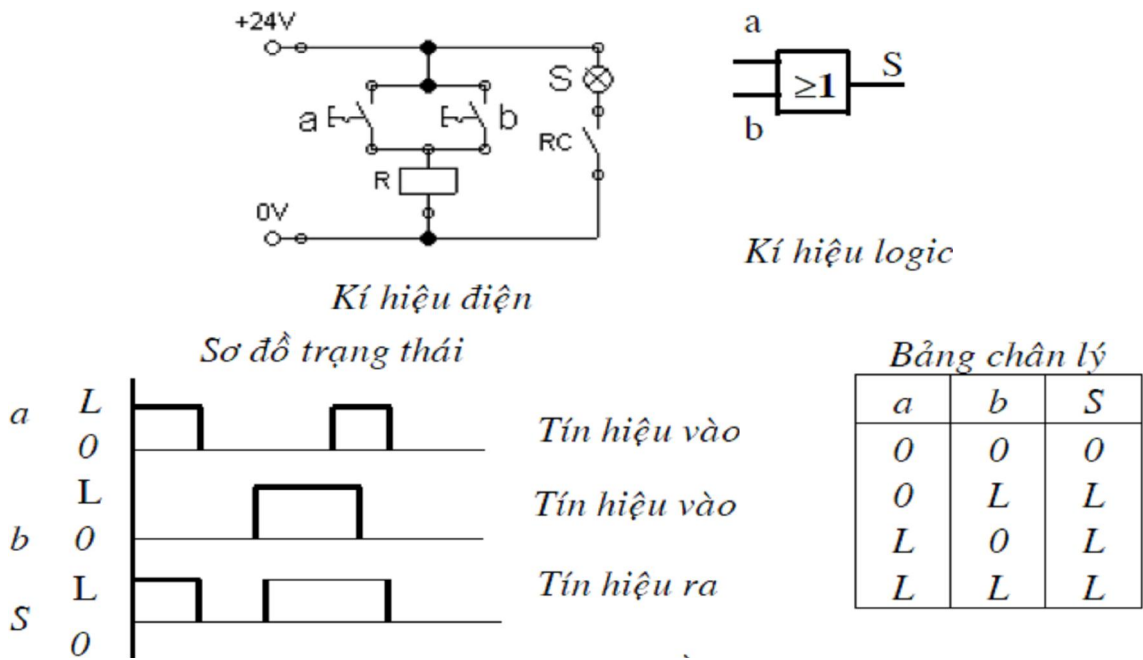 +24V
a
b
R
0V
S
RC
Kí hiệu điện
a
b
≥1
S
Kí hiệu logic
Sơ đồ trạng thái
a L
0
Tín hiệu vào
L
b 0
Tín hiệu vào
L
S
0
Tín hiệu ra
Bảng chân lý
a b S
0 0 0
0 L L
L 0 L
L L L